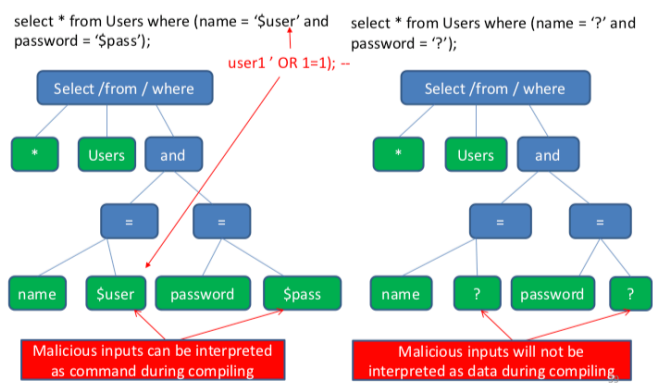 select * from Users where (name = ‘$user’ and
password = ‘$pass’);
user1 ’ OR 1=1); --
Select /from / where
*
Users
and
=
=
name
$user
password
$pass
Malicious inputs can be interpreted
as command during compiling
select * from Users where (name = ‘?’ and
password = ‘?’);
Select /from / where
*
Users
and
=
=
name
?
password
?
Malicious inputs will not be
interpreted as data during compiling